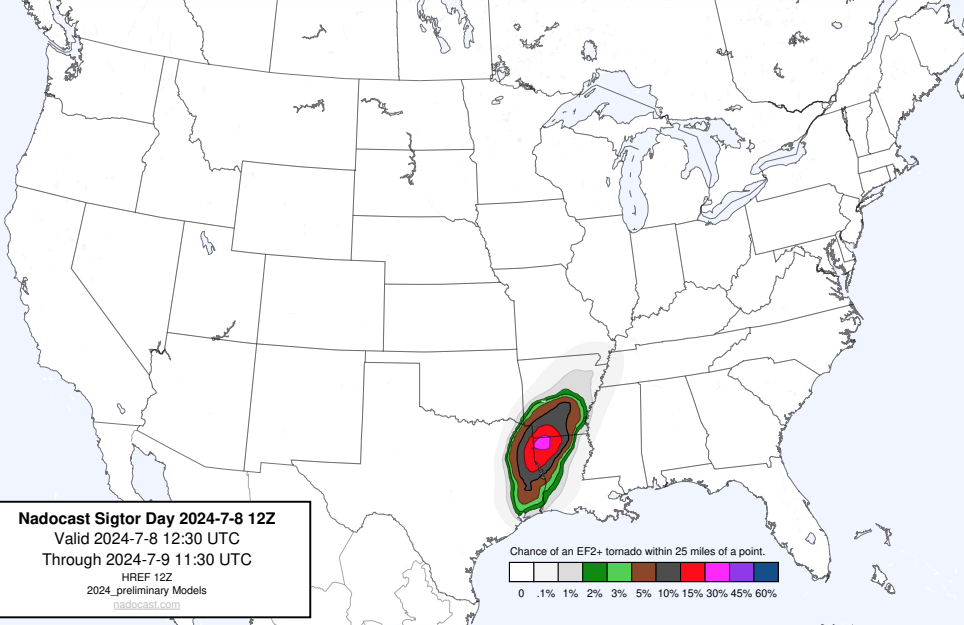 Nadocast Sigtor Day 2024-7-8 12Z
Valid 2024-7-8 12:30 UTC
Through 2024-7-9 11:30 UTC
HREF 12Z
2024_preliminary Models
nadocast.com
Chance of an EF2+ tornado within 25 miles of a point.
0 .1% 1% 2% 3% 5% 10% 15% 30% 45% 60%